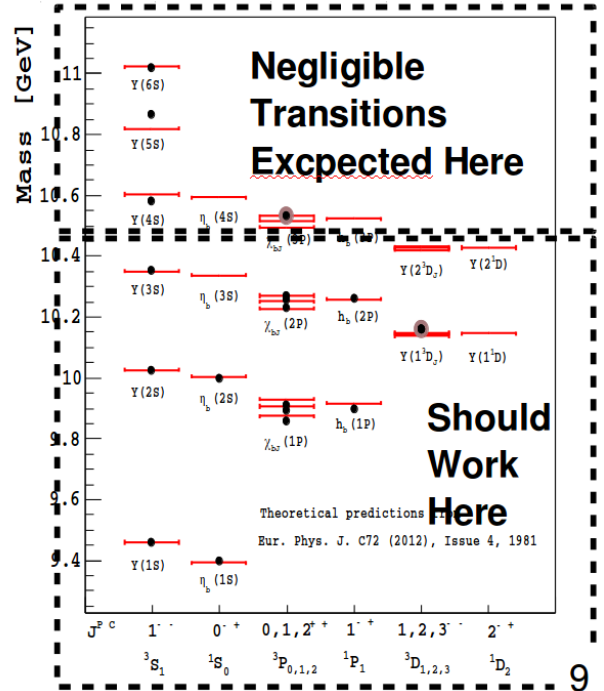 Mass [GeV]
11
10.8
10.6
10.4
10.2
10
9.8
9.6
9.4
Negligible
Transitions
Excpected Here
Υ(6S)
Υ(5S)
Υ(4S)
η_b(4S)
Υ(3S)
η_b(3S)
χ_bJ(2P)
h_b(2P)
Υ(2³D_J)
Υ(2¹D)
Υ(2S)
η_b(2S)
χ_bJ(1P)
h_b(1P)
Υ(1³D_J)
Υ(1¹D)
Should
Work
Here
Theoretical predictions
Eur. Phys. J. C72 (2012), Issue 4, 1981
Υ(1S)
η_b(1S)
J^PC 1⁻⁻ 0⁻⁺ 0,1,2⁺⁺ 1⁻⁺ 1,2,3⁻⁻ 2⁻⁺
³S₁ ¹S₀ ³P₀,₁,₂ ¹P₁ ³D₁,₂,₃ ¹D₂
9